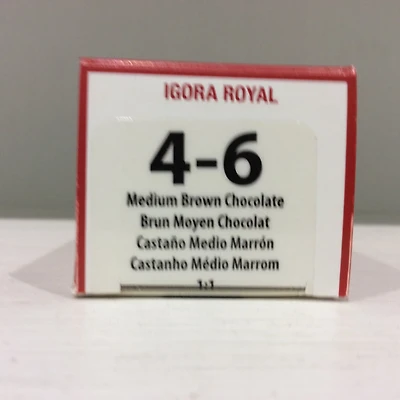 IGORA ROYAL
4-6
Medium Brown Chocolate
Brun Moyen Chocolat
Castaño Medio Marrón
Castanho Médio Marrom
1:1